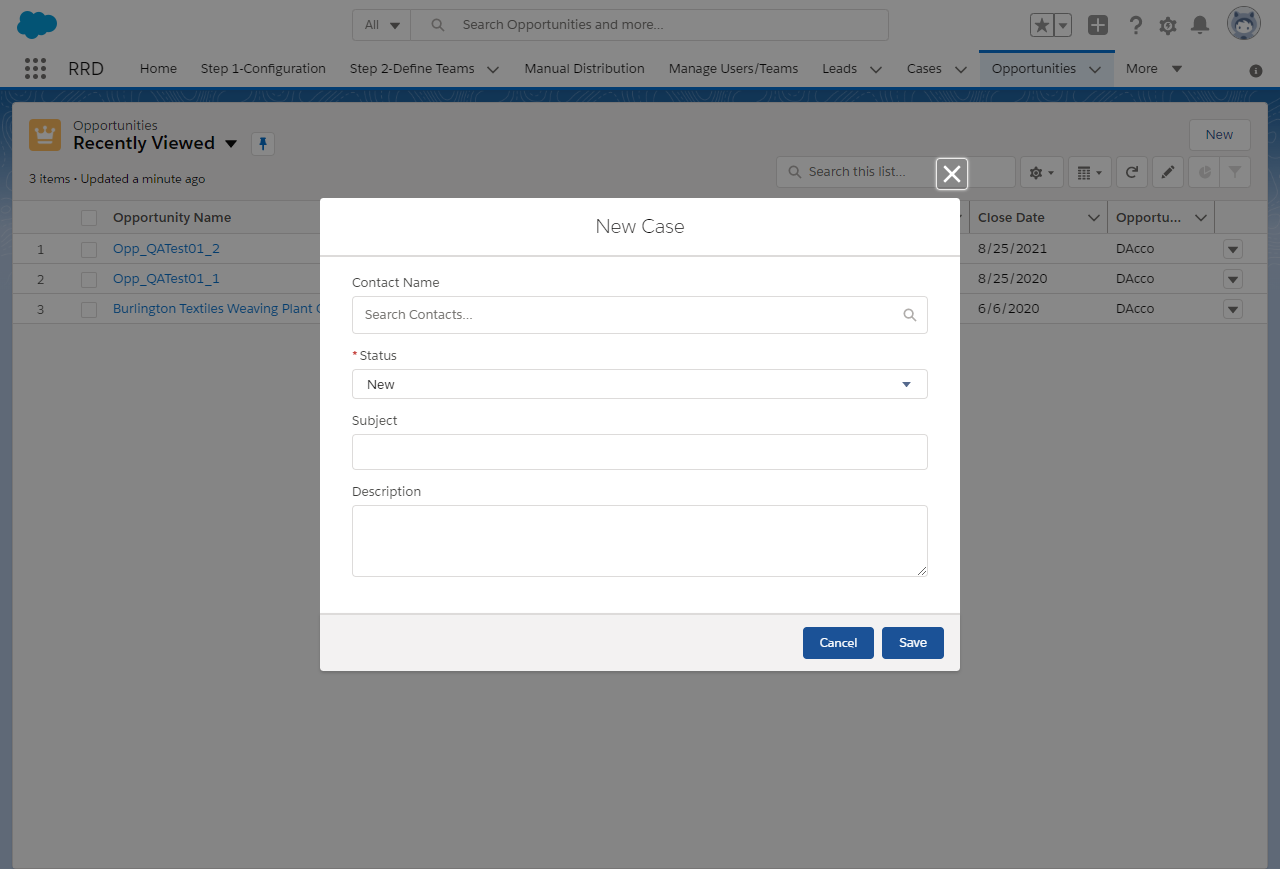 All Search Opportunities and more...
RRD Home Step 1-Configuration Step 2-Define Teams Manual Distribution Manage Users/Teams Leads Cases Opportunities More
Opportunities
Recently Viewed
New
3 items • Updated a minute ago
Search this list...
Opportunity Name Close Date Opportu...
1 Opp_QATest01_2 8/25/2021 DAcco
2 Opp_QATest01_1 8/25/2020 DAcco
3 Burlington Textiles Weaving Plant 6/6/2020 DAcco
New Case
Contact Name
Search Contacts...
* Status
New
Subject
Description
Cancel Save